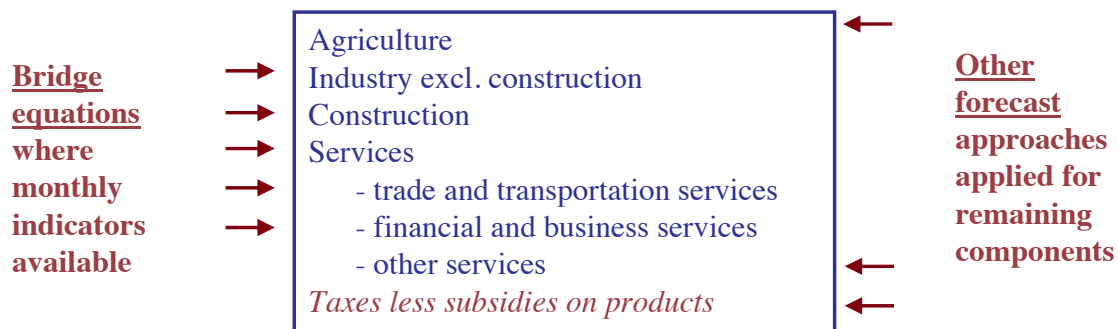 Bridge
equations
where
monthly
indicators
available
Agriculture
Industry excl. construction
Construction
Services
- trade and transportation services
- financial and business services
- other services
Taxes less subsidies on products
Other
forecast
approaches
applied for
remaining
components